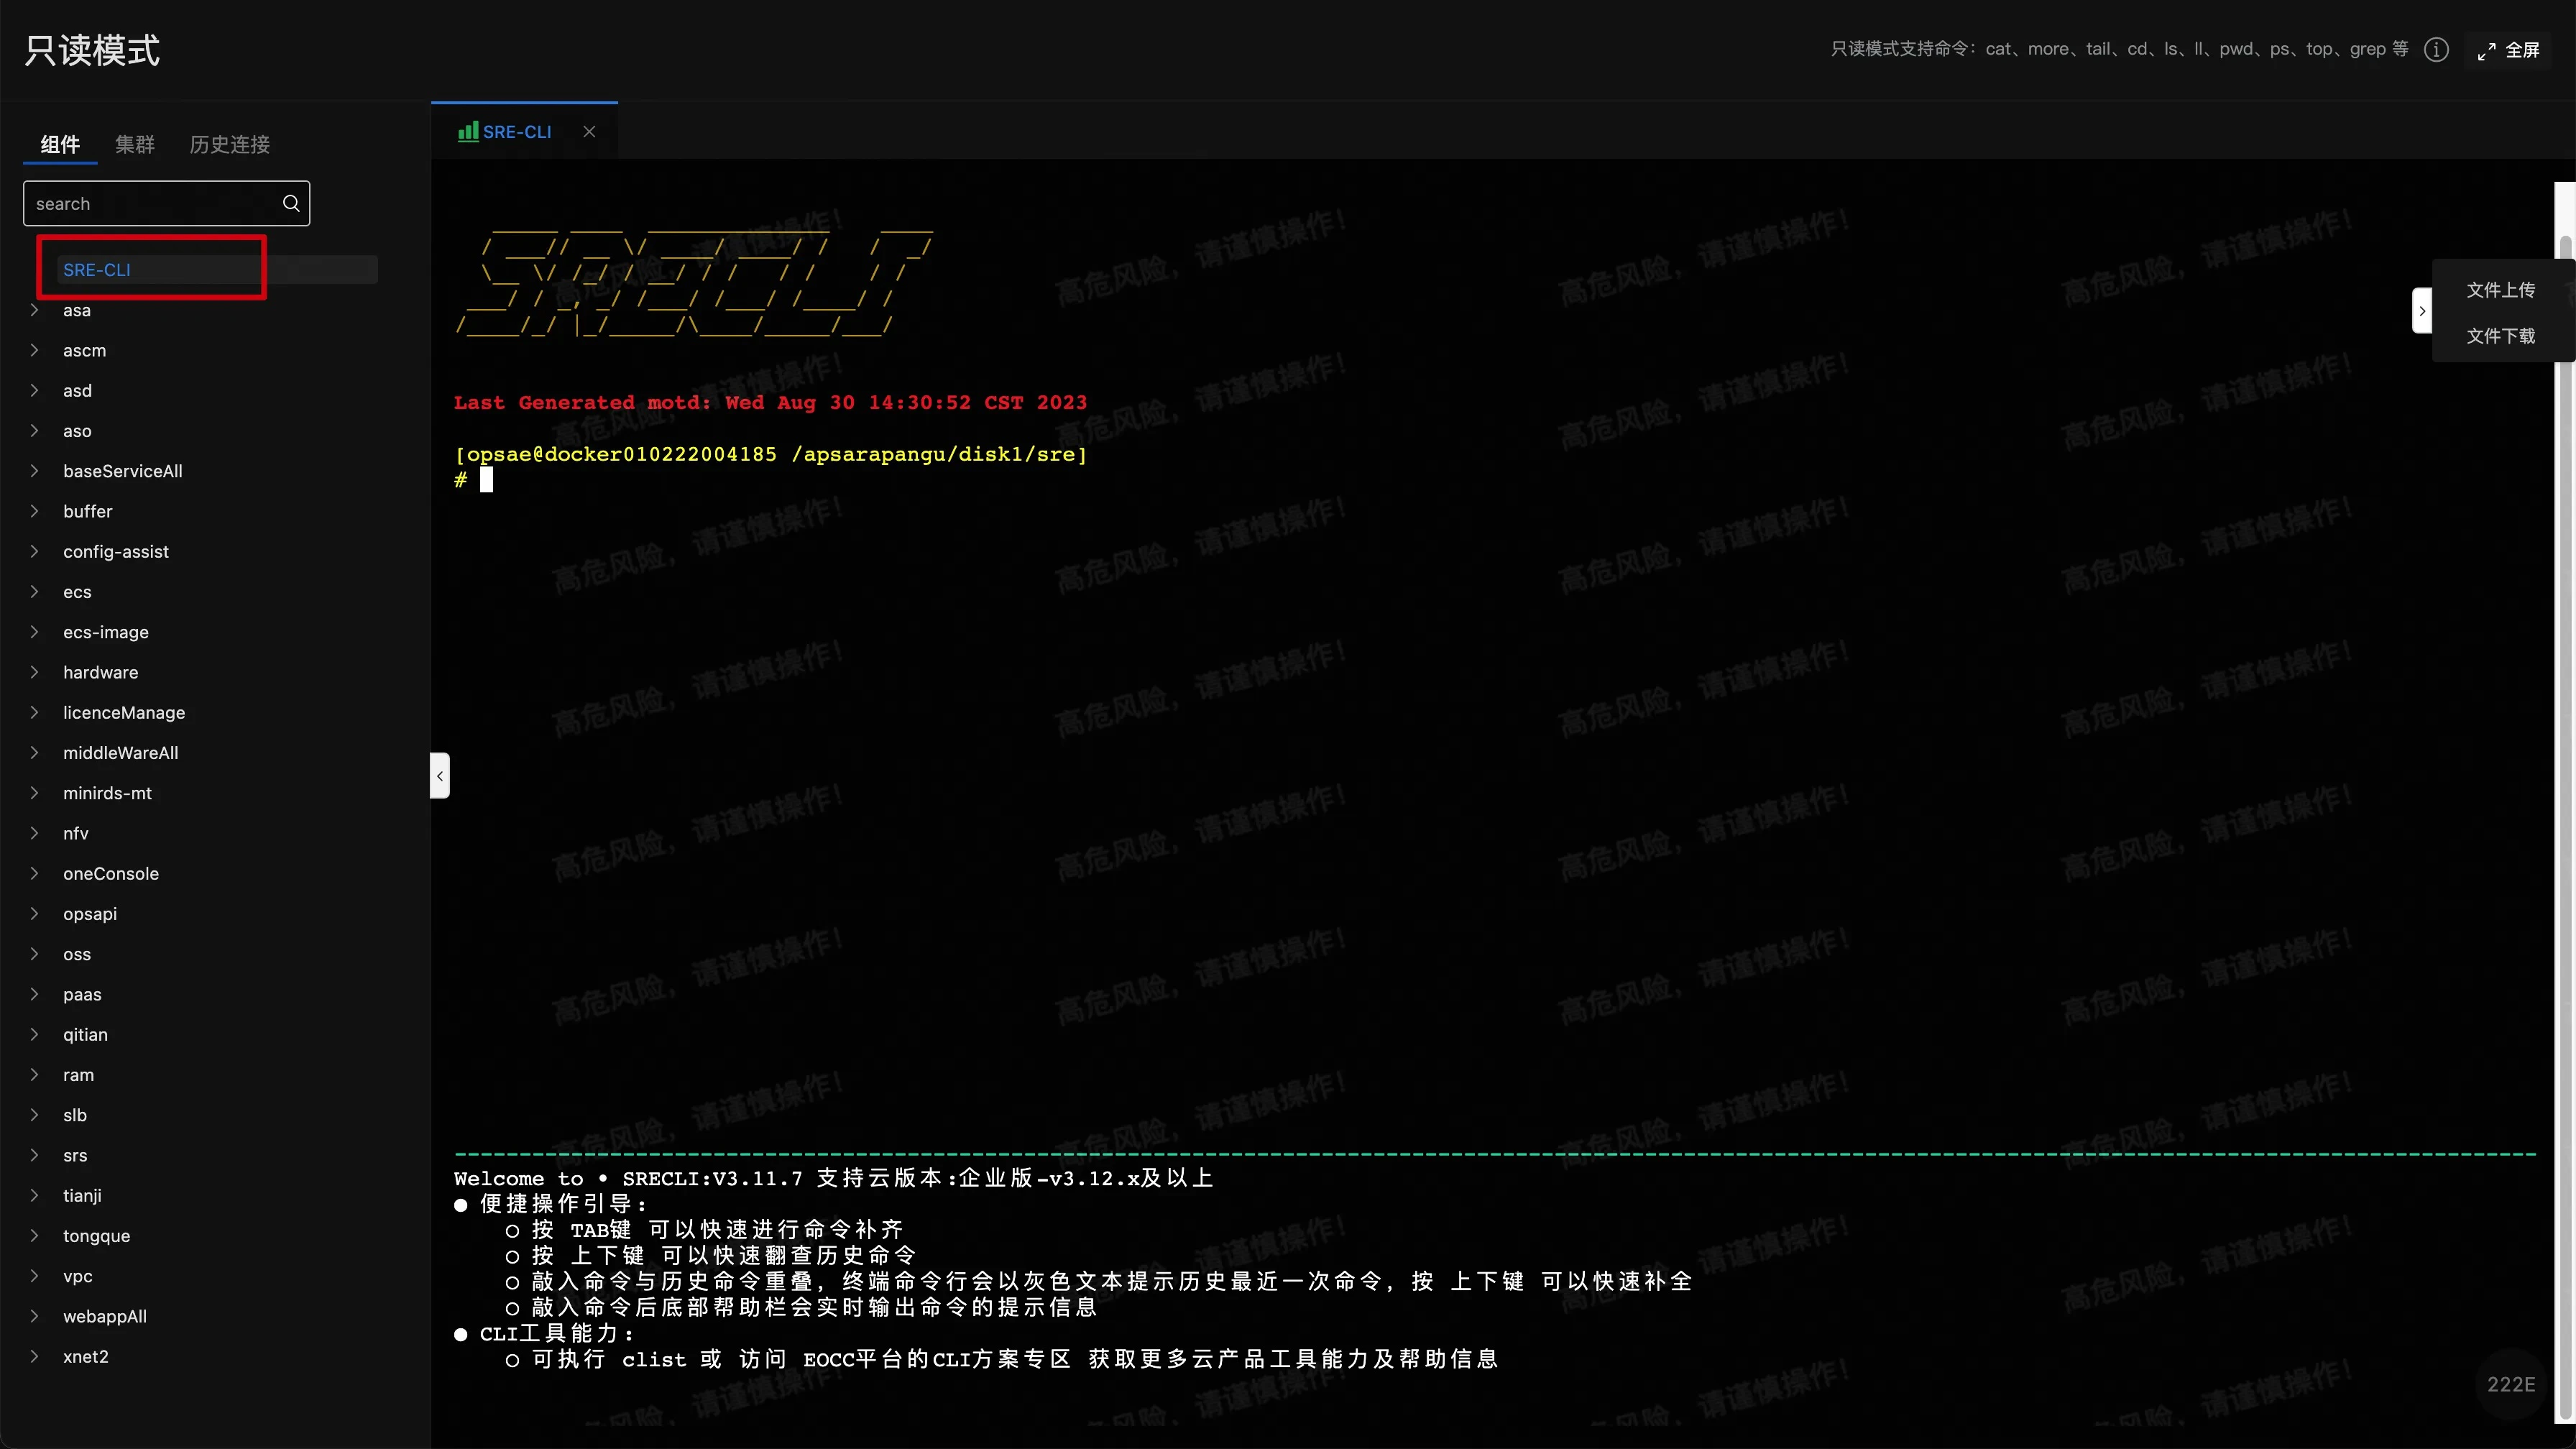 只读模式
只读模式支持命令：cat、more、tail、cd、ls、ll、pwd、ps、top、grep 等
全屏
组件 集群 历史连接
search
SRE-CLI
asa
ascm
asd
aso
baseServiceAll
buffer
config-assist
ecs
ecs-image
hardware
licenceManage
middleWareAll
minirds-mt
nfv
oneConsole
opsapi
oss
paas
qitian
ram
slb
srs
tianji
tongque
vpc
webappAll
xnet2
SRE-CLI
SRECLI
文件上传
文件下载
Last Generated motd: Wed Aug 30 14:30:52 CST 2023
[opsae@docker010222004185 /apsarapangu/disk1/sre]
#
高危风险，请谨慎操作！
Welcome to • SRECLI:V3.11.7 支持云版本:企业版-v3.12.x及以上
● 便捷操作引导:
○ 按 TAB键 可以快速进行命令补齐
○ 按 上下键 可以快速翻查历史命令
○ 敲入命令与历史命令重叠, 终端命令行会以灰色文本提示历史最近一次命令, 按 上下键 可以快速补全
○ 敲入命令后底部帮助栏会实时输出命令的提示信息
● CLI工具能力:
○ 可执行 clist 或 访问 EOCC平台的CLI方案专区 获取更多云产品工具能力及帮助信息
222E